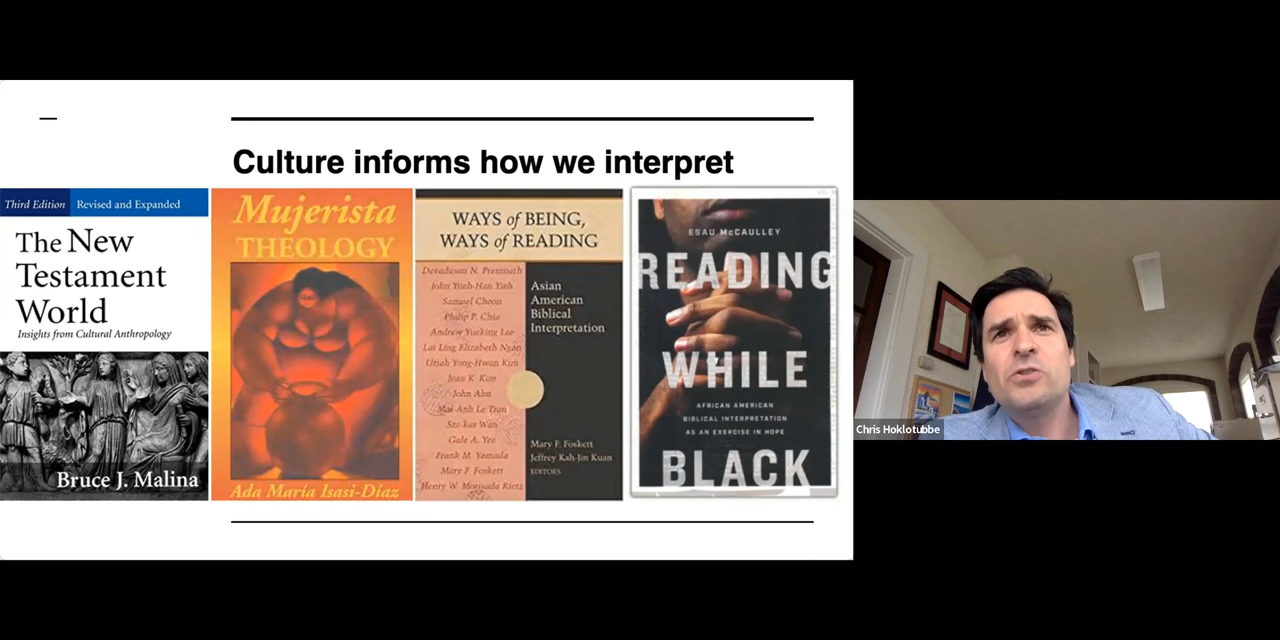 Culture informs how we interpret
Third Edition Revised and Expanded
The New
Testament
World
Insights from Cultural Anthropology
Bruce J. Malina
Mujerista
THEOLOGY
Ada María Isasi-Díaz
WAYS of BEING,
WAYS of READING
Devadasan N. Premnath
John Yueh-Han Yieh
Samuel Cheon
Philip P. Chia
Andrew Yueking Lee
Lai Ling Elizabeth Ngan
Uriah Yong-Hwan Kim
Jean K. Kim
John Ahn
Mai-Anh Le Tran
Sze-kar Wan
Gale A. Yee
Frank M. Yamada
Mary F. Foskett
Henry W. Morisada Rietz
Asian
American
Biblical
Interpretation
Mary F. Foskett
Jeffrey Kah-Jin Kuan
EDITORS
ESAU McCAULLEY
READING
WHILE
AFRICAN AMERICAN
BIBLICAL INTERPRETATION
AS AN EXERCISE IN HOPE
BLACK
Chris Hoklotubbe